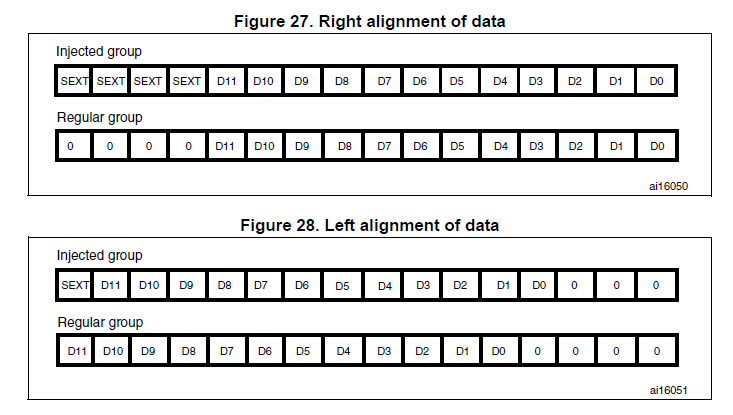 Figure 27. Right alignment of data
Injected group
SEXT SEXT SEXT SEXT D11 D10 D9 D8 D7 D6 D5 D4 D3 D2 D1 D0
Regular group
0 0 0 0 D11 D10 D9 D8 D7 D6 D5 D4 D3 D2 D1 D0
ai16050
Figure 28. Left alignment of data
Injected group
SEXT D11 D10 D9 D8 D7 D6 D5 D4 D3 D2 D1 D0 0 0 0
Regular group
D11 D10 D9 D8 D7 D6 D5 D4 D3 D2 D1 D0 0 0 0 0
ai16051